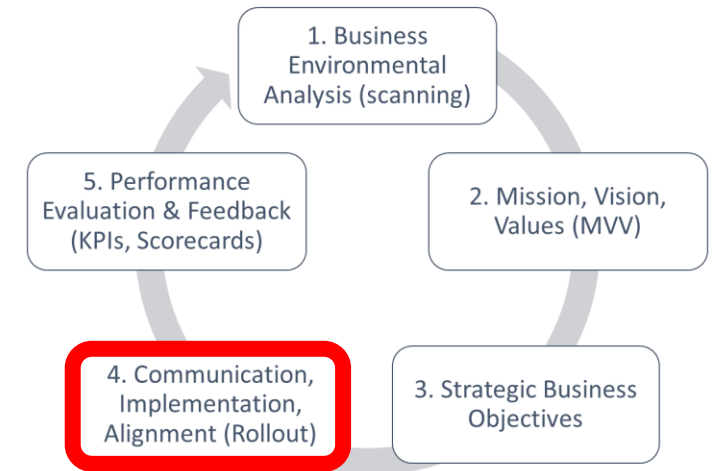 1. Business
Environmental
Analysis (scanning)
2. Mission, Vision,
Values (MVV)
3. Strategic Business
Objectives
4. Communication,
Implementation,
Alignment (Rollout)
5. Performance
Evaluation & Feedback
(KPIs, Scorecards)